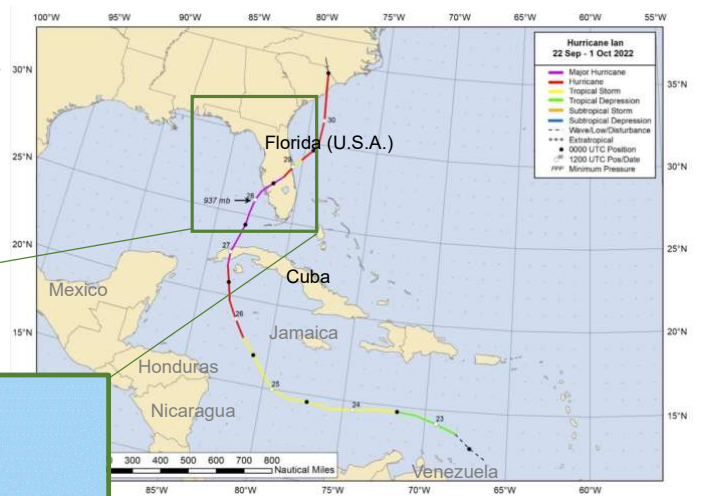 100°W 95°W 90°W 85°W 80°W 75°W 70°W 65°W 60°W 55°W
Hurricane Ian
22 Sep - 1 Oct 2022
Major Hurricane
Hurricane
Tropical Storm
Tropical Depression
Subtropical Storm
Subtropical Depression
Wave/Low/Disturbance
Extratropical
0000 UTC Position
1200 UTC Pos/Date
PPP Minimum Pressure
30°N
35°N
30
Florida (U.S.A.)
25°N
29
30°N
937 mb
28
20°N
27
25°N
Cuba
Mexico
26
Jamaica
20°N
15°N
Honduras
25
Nicaragua
24
23
15°N
300 400 500 600 700 800
Nautical Miles
Venezuela
85°W 80°W 75°W 70°W 65°W